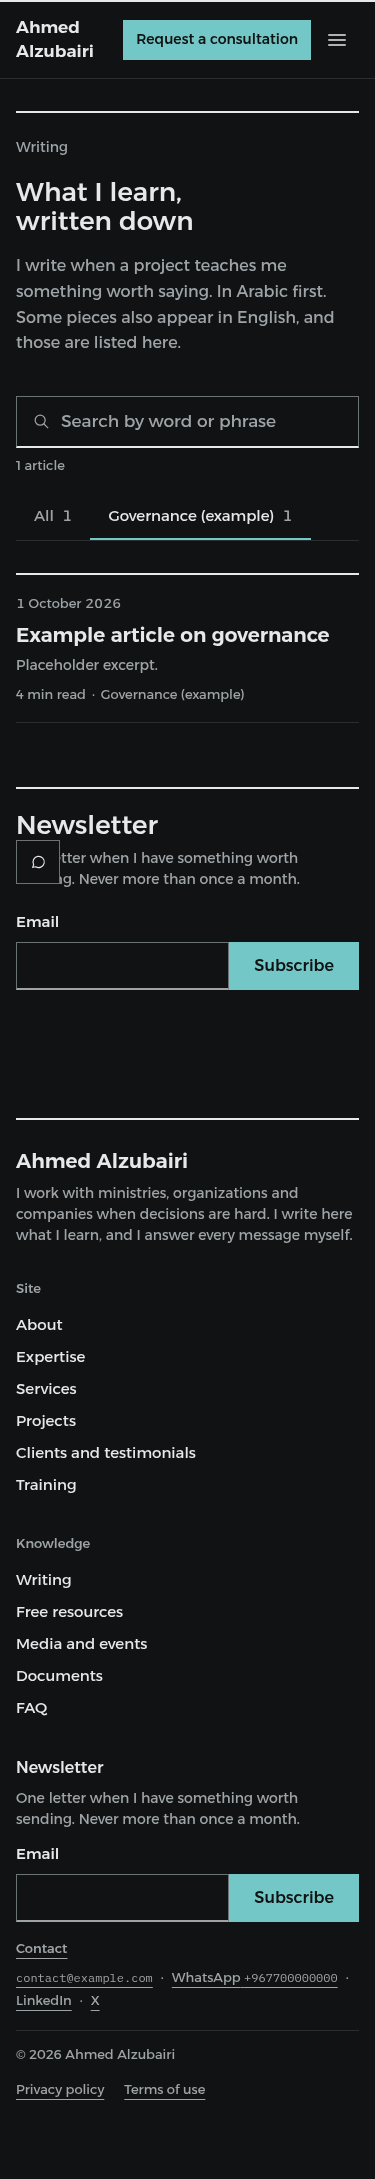 Ahmed
Alzubairi
Request a consultation
Writing
What I learn,
written down
I write when a project teaches me
something worth saying. In Arabic first.
Some pieces also appear in English, and
those are listed here.
Search by word or phrase
1 article
All 1
Governance (example) 1
1 October 2026
Example article on governance
Placeholder excerpt.
4 min read · Governance (example)
Newsletter
when I have something worth
Never more than once a month.
Email
Subscribe
Ahmed Alzubairi
I work with ministries, organizations and
companies when decisions are hard. I write here
what I learn, and I answer every message myself.
Site
About
Expertise
Services
Projects
Clients and testimonials
Training
Knowledge
Writing
Free resources
Media and events
Documents
FAQ
Newsletter
One letter when I have something worth
sending. Never more than once a month.
Email
Subscribe
Contact
contact@example.com · WhatsApp +967700000000 ·
LinkedIn · X
© 2026 Ahmed Alzubairi
Privacy policy Terms of use